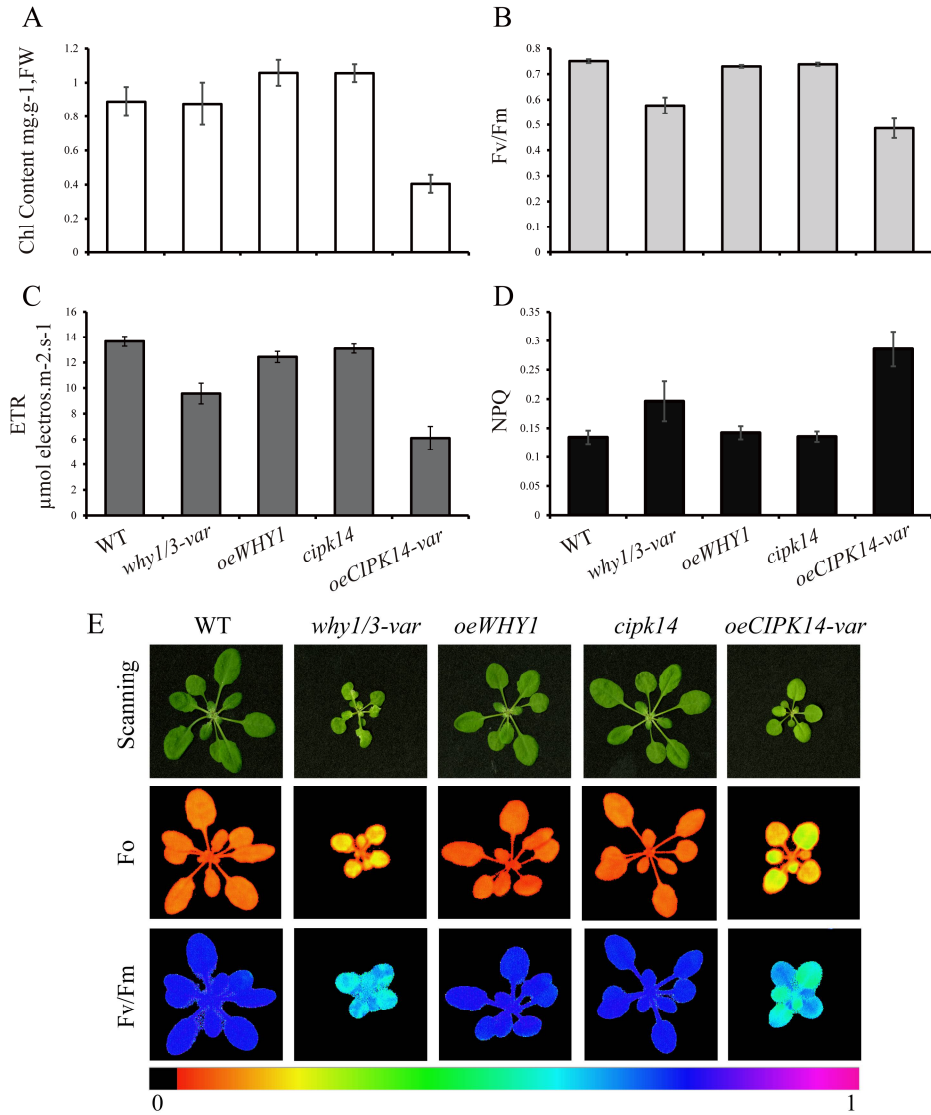 A
Chl Content mg.g-1,FW
1.2
1
0.8
0.6
0.4
0.2
0
B
Fv/Fm
0.8
0.7
0.6
0.5
0.4
0.3
0.2
0.1
0
C
ETR
µmol electros.m-2.s-1
16
14
12
10
8
6
4
2
0
WT
why1/3-var
oeWHY1
cipk14
oeCIPK14-var
D
NPQ
0.35
0.3
0.25
0.2
0.15
0.1
0.05
0
WT
why1/3-var
oeWHY1
cipk14
oeCIPK14-var
E
WT why1/3-var oeWHY1 cipk14 oeCIPK14-var
Scanning
Fo
Fv/Fm
0 1